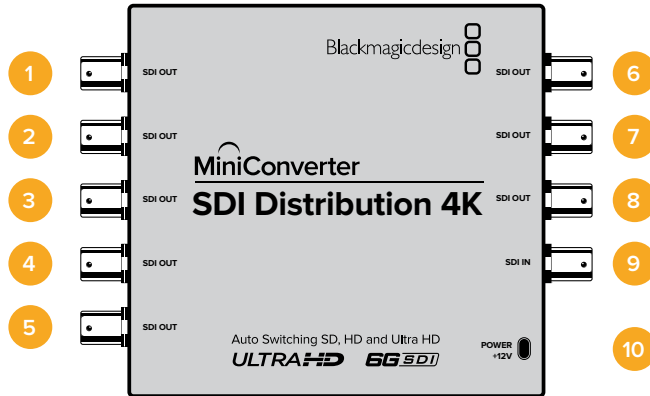 Blackmagicdesign
1 SDI OUT SDI OUT 6
2 SDI OUT SDI OUT 7
MiniConverter
3 SDI OUT SDI Distribution 4K SDI OUT 8
4 SDI OUT SDI IN 9
5 SDI OUT
Auto Switching SD, HD and Ultra HD
POWER
+12V
10
ULTRAHD 6G SDI